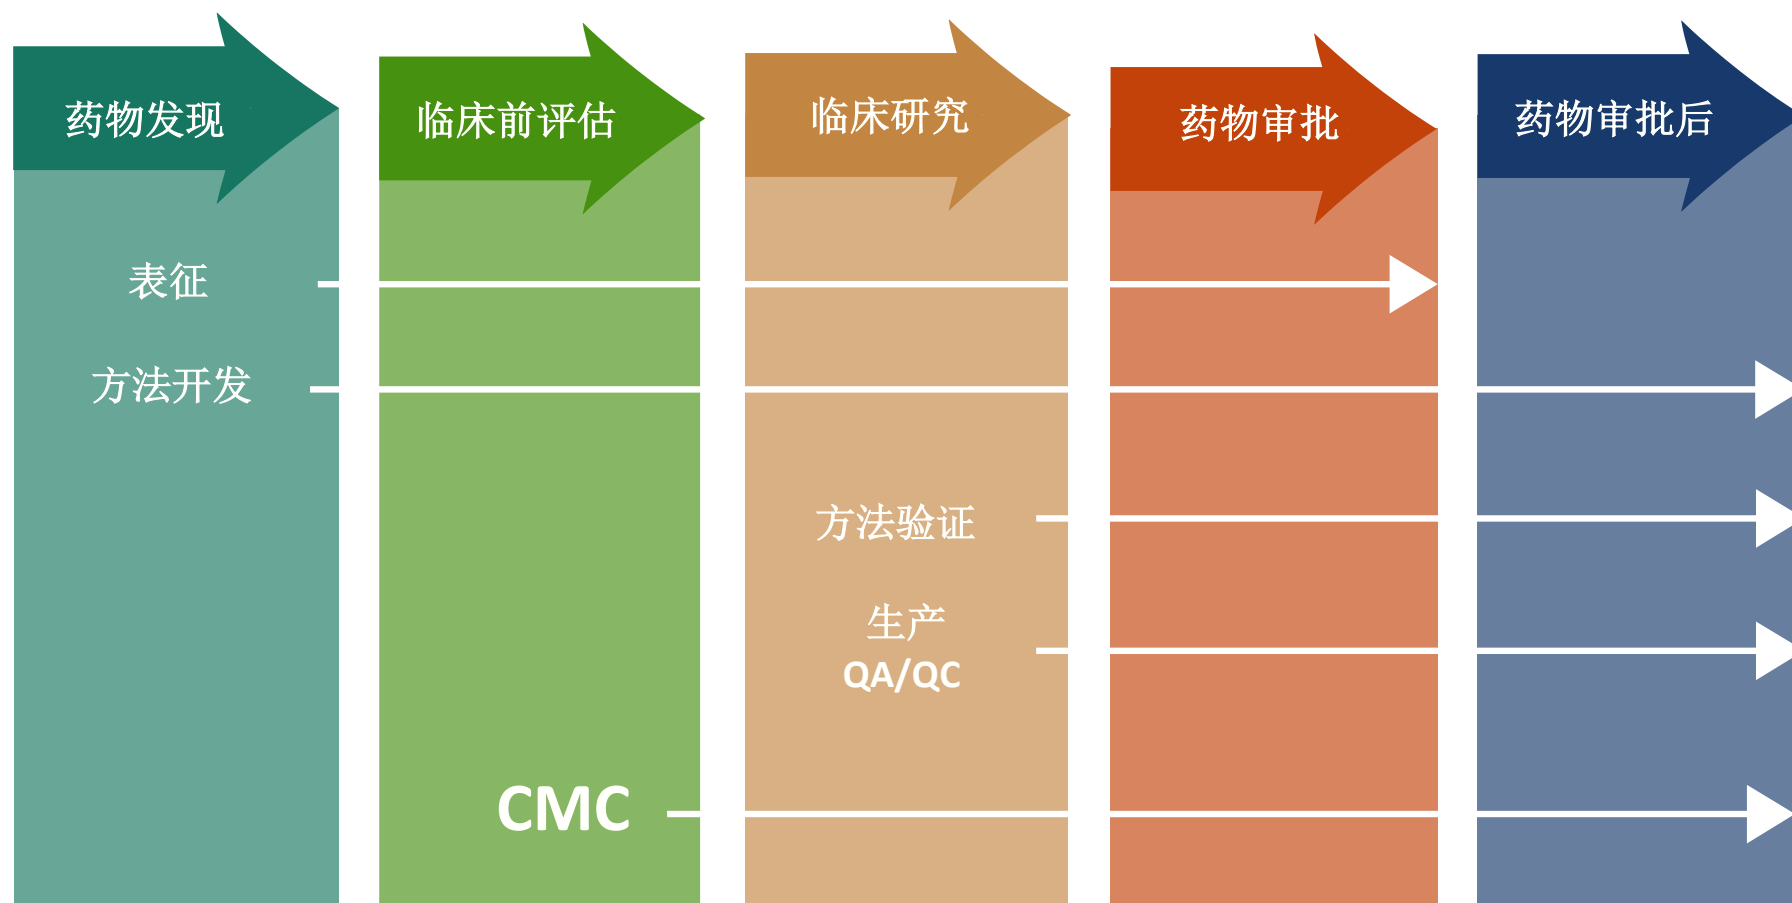 药物发现
临床前评估
临床研究
药物审批
药物审批后
表征
方法开发
方法验证
生产
QA/QC
CMC